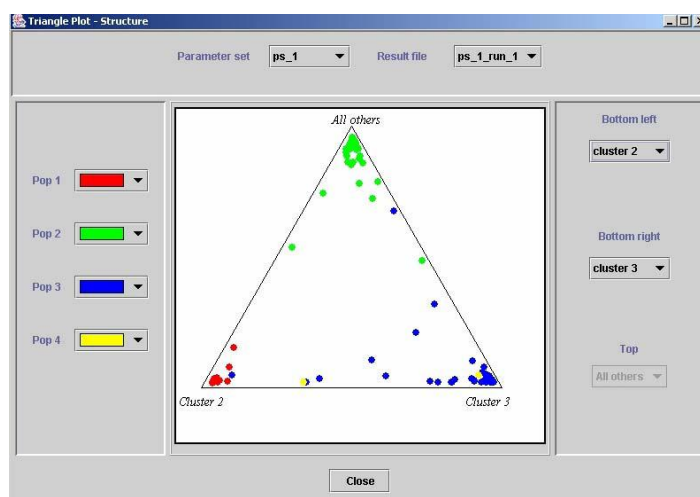 Triangle Plot - Structure
Parameter set ps_1 Result file ps_1_run_1
Pop 1
Pop 2
Pop 3
Pop 4
All others
Cluster 2 Cluster 3
Bottom left
cluster 2
Bottom right
cluster 3
Top
All others
Close